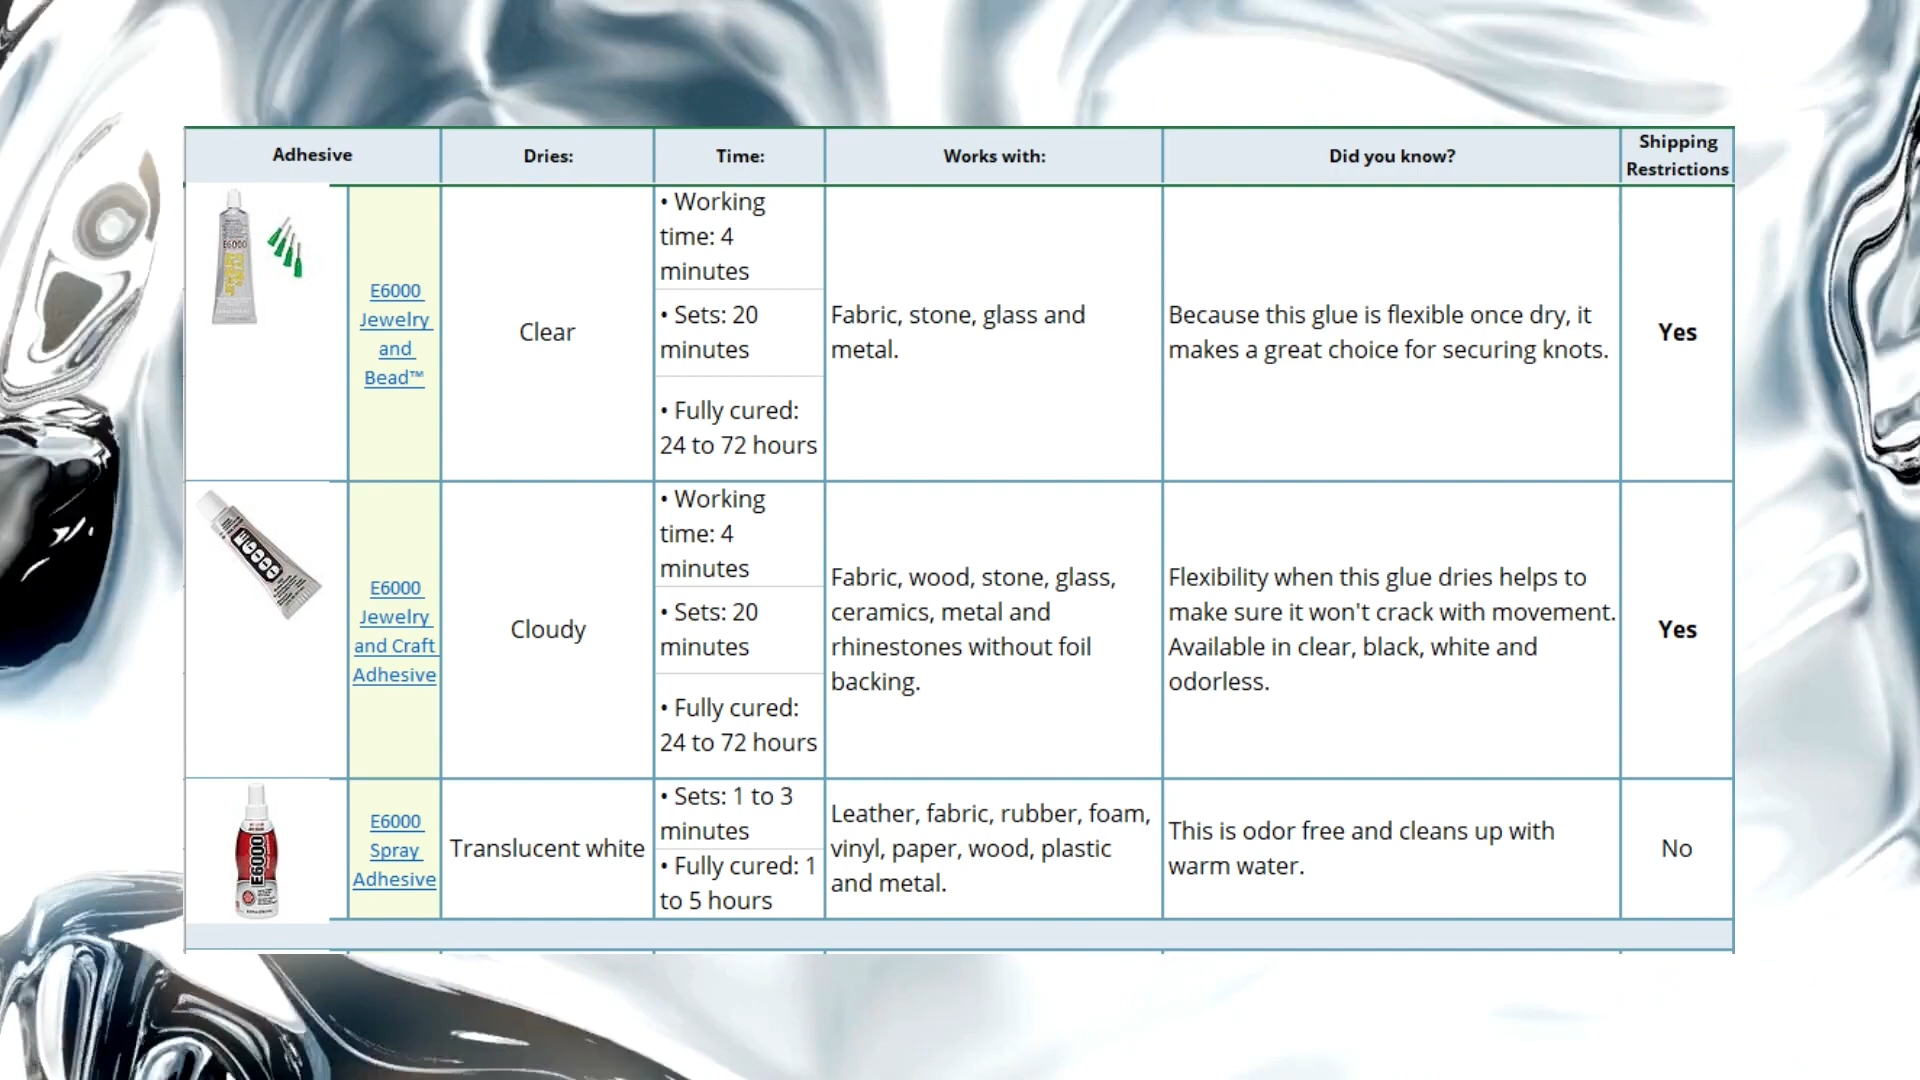 Adhesive
Dries:
Time:
Works with:
Did you know?
Shipping
Restrictions
E6000
E6000
Jewelry
and
Bead™
Clear
• Working
time: 4
minutes
• Sets: 20
minutes
• Fully cured:
24 to 72 hours
Fabric, stone, glass and
metal.
Because this glue is flexible once dry, it
makes a great choice for securing knots.
Yes
E6000
E6000
Jewelry
and Craft
Adhesive
Cloudy
• Working
time: 4
minutes
• Sets: 20
minutes
• Fully cured:
24 to 72 hours
Fabric, wood, stone, glass,
ceramics, metal and
rhinestones without foil
backing.
Flexibility when this glue dries helps to
make sure it won't crack with movement.
Available in clear, black, white and
odorless.
Yes
E6000
E6000
Spray
Adhesive
Translucent white
• Sets: 1 to 3
minutes
• Fully cured: 1
to 5 hours
Leather, fabric, rubber, foam,
vinyl, paper, wood, plastic
and metal.
This is odor free and cleans up with
warm water.
No